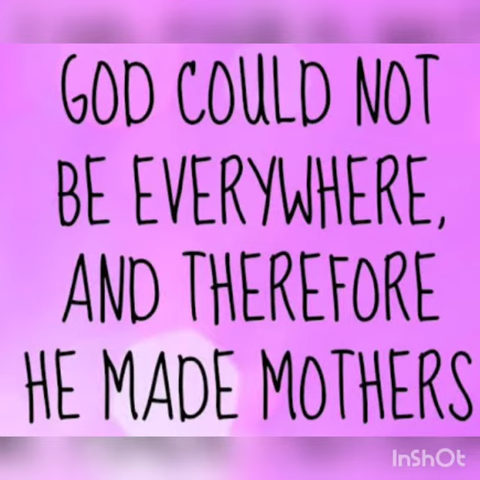 GOD COULD NOT
BE EVERYWHERE,
AND THEREFORE
HE MADE MOTHERS
InShOt